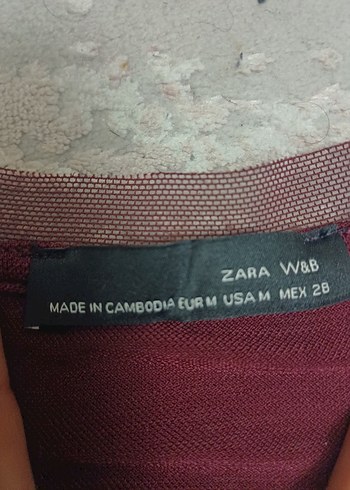 ZARA W&B
MADE IN CAMBODIA EUR M USA M MEX 28